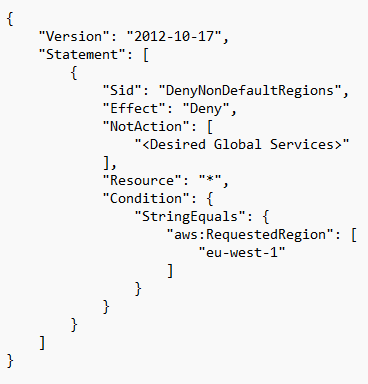 {
    "Version": "2012-10-17",
    "Statement": [
        {
            "Sid": "DenyNonDefaultRegions",
            "Effect": "Deny",
            "NotAction": [
                "<Desired Global Services>"
            ],
            "Resource": "*",
            "Condition": {
                "StringEquals": {
                    "aws:RequestedRegion": [
                        "eu-west-1"
                    ]
                }
            }
        }
    ]
}